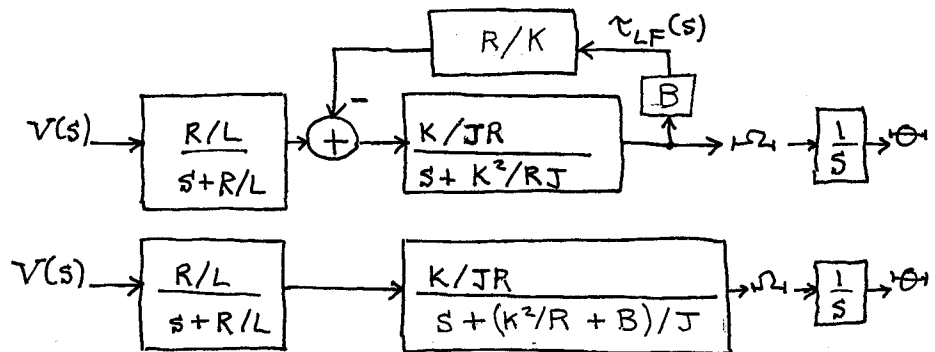 R/K
τ_LF(s)
B
-
V(s)
R/L
s+R/L
+
K/JR
s+K²/RJ
Ω
1
s
Θ
V(s)
R/L
s+R/L
K/JR
s+(K²/R + B)/J
Ω
1
s
Θ